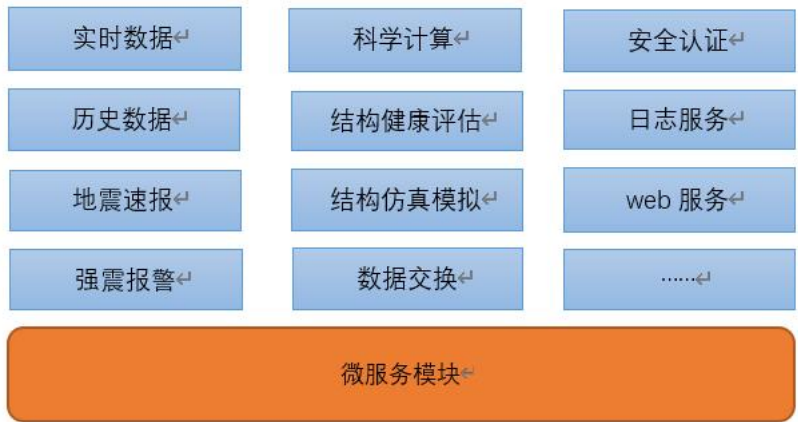 实时数据
科学计算
安全认证
历史数据
结构健康评估
日志服务
地震速报
结构仿真模拟
web 服务
强震报警
数据交换
……
微服务模块